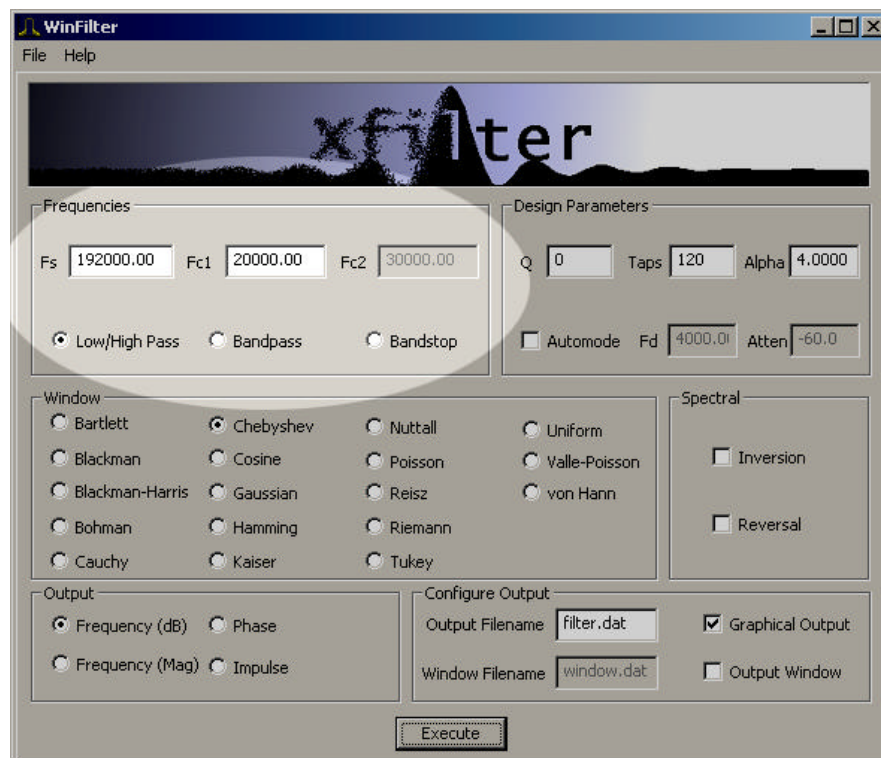 WinFilter
File Help
xfilter
Frequencies
Fs 192000.00 Fc1 20000.00 Fc2 30000.00
Low/High Pass Bandpass Bandstop
Design Parameters
Q 0 Taps 120 Alpha 4.0000
Automode Fd 4000.0 Atten -60.0
Window
Bartlett Chebyshev Nuttall Uniform
Blackman Cosine Poisson Valle-Poisson
Blackman-Harris Gaussian Reisz von Hann
Bohman Hamming Riemann
Cauchy Kaiser Tukey
Spectral
Inversion
Reversal
Output
Frequency (dB) Phase
Frequency (Mag) Impulse
Configure Output
Output Filename filter.dat Graphical Output
Window Filename window.dat Output Window
Execute